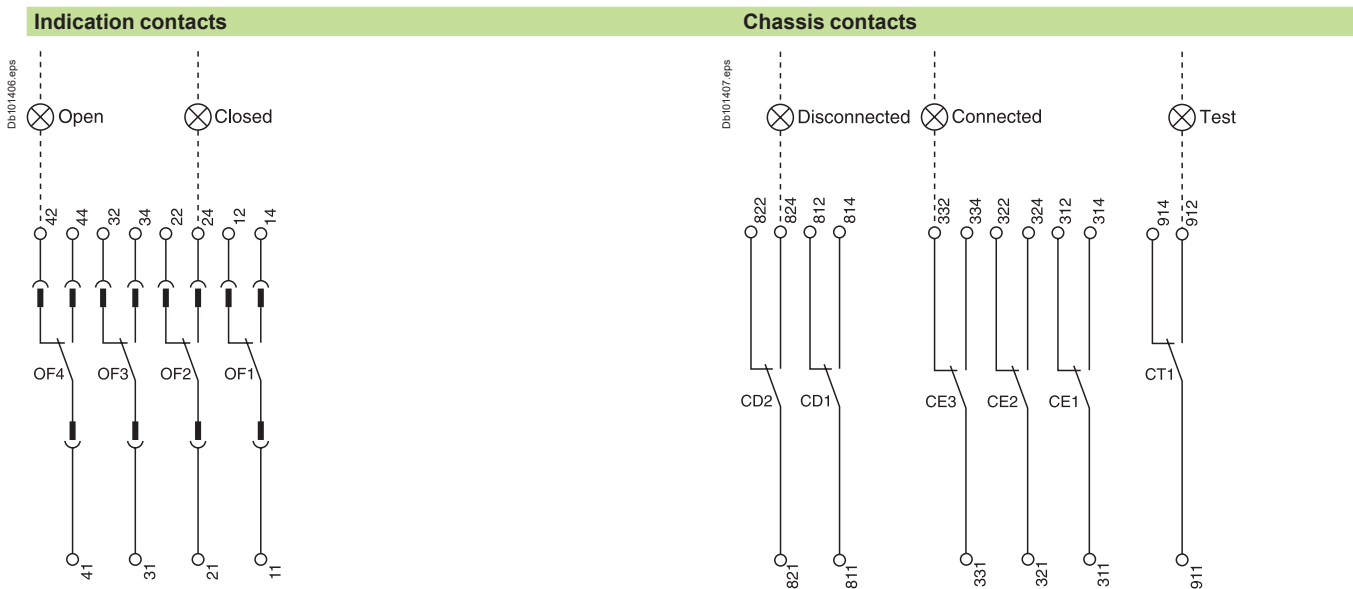 Indication contacts
Chassis contacts
Db101406.eps
Open
Closed
42 44 32 34 22 24 12 14
OF4 OF3 OF2 OF1
41 31 21 11
Db101407.eps
Disconnected
Connected
Test
822 824 812 814 332 334 322 324 312 314 914 912
CT1
CD2 CD1 CE3 CE2 CE1
821 811 331 321 311 911